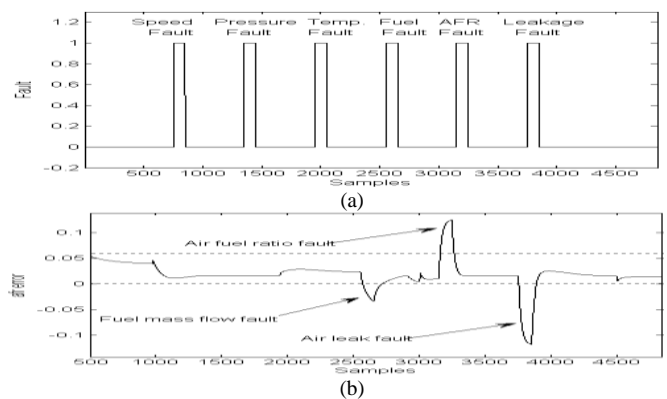 Speed Pressure Temp. Fuel AFR Leakage
Fault Fault Fault Fault Fault Fault
1.2
1
0.8
0.6
0.4
0.2
0
-0.2
Fault
500 1000 1500 2000 2500 3000 3500 4000 4500
Samples
(a)
0.1
0.05
0
-0.05
-0.1
afr error
Air fuel ratio fault
Fuel mass flow fault
Air leak fault
500 1000 1500 2000 2500 3000 3500 4000 4500
Samples
(b)